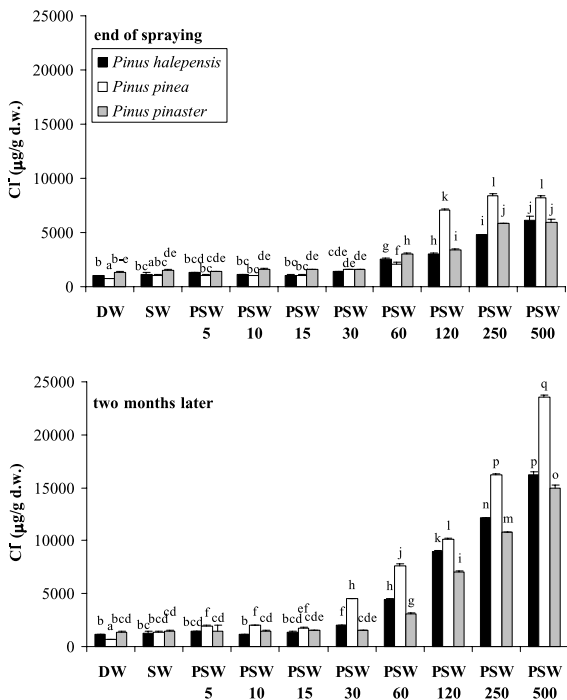 25000
end of spraying
Pinus halepensis
20000
Pinus pinea
Pinus pinaster
15000
Cl⁻ (µg/g d.w.)
10000
l l
k
j j
5000
i j
g f h h i
b a b-e bc abc de bcd bc cde bc bc de bc bc de cde de de
0
DW SW PSW PSW PSW PSW PSW PSW PSW PSW
5 10 15 30 60 120 250 500
25000
q
two months later
20000
p p
o
15000
Cl⁻ (µg/g d.w.)
n
m
l
10000
k
j
i
h h
5000
g
b a bcd bc bcd cd bcd f cd b f cd bcd ef cd f cde
0
DW SW PSW PSW PSW PSW PSW PSW PSW PSW
5 10 15 30 60 120 250 500